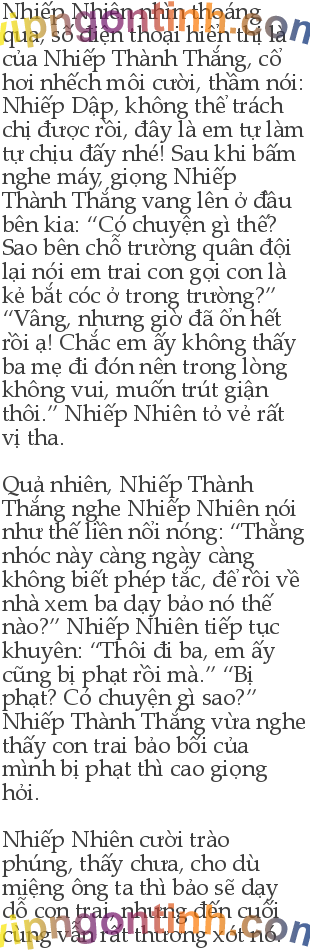 Nhiếp Nhiên nhìn thoáng
qua, số điện thoại hiển thị là
của Nhiếp Thành Thắng, cổ
hơi nhếch môi cười, thầm nói:
Nhiếp Dập, không thể trách
chị được rồi, đây là em tự làm
tự chịu đấy nhé! Sau khi bấm
nghe máy, giọng Nhiếp
Thành Thắng vang lên ở đầu
bên kia: “Có chuyện gì thế?
Sao bên chỗ trường quân đội
lại nói em trai con gọi con là
kẻ bắt cóc ở trong trường?”
“Vâng, nhưng giờ đã ổn hết
rồi ạ! Chắc em ấy không thấy
ba mẹ đi đón nên trong lòng
không vui, muốn trút giận
thôi.” Nhiếp Nhiên tỏ vẻ rất
vị tha.
Quả nhiên, Nhiếp Thành
Thắng nghe Nhiếp Nhiên nói
như thế liền nổi nóng: “Thằng
nhóc này càng ngày càng
không biết phép tắc, để rồi về
nhà xem ba dạy bảo nó thế
nào?” Nhiếp Nhiên tiếp tục
khuyên: “Thôi đi ba, em ấy
cũng bị phạt rồi mà.” “Bị
phạt? Có chuyện gì sao?”
Nhiếp Thành Thắng vừa nghe
thấy con trai bảo bối của
mình bị phạt thì cao giọng
hỏi.
Nhiếp Nhiên cười trào
phúng, thấy chưa, cho dù
miệng ông ta thì bảo sẽ dạy
dỗ con trai, nhưng đến cuối
cùng vẫn rất thương xót nó.
vipngontinh.com
vipngontinh.com